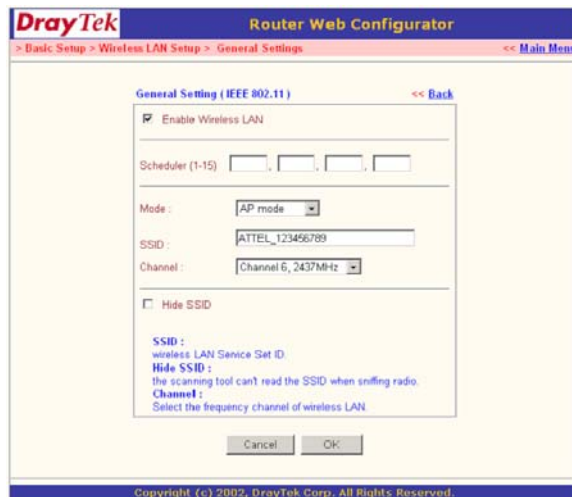 DrayTek Router Web Configurator
> Basic Setup > Wireless LAN Setup > General Settings << Main Menu
General Setting ( IEEE 802.11 ) << Back
Enable Wireless LAN
Scheduler (1-15) , , ,
Mode : AP mode
SSID : ATTEL_123456789
Channel : Channel 6, 2437MHz
Hide SSID
SSID :
wireless LAN Service Set ID.
Hide SSID :
the scanning tool can't read the SSID when sniffing radio.
Channel :
Select the frequency channel of wireless LAN.
Cancel OK
Copyright (c) 2002, DrayTek Corp. All Rights Reserved.